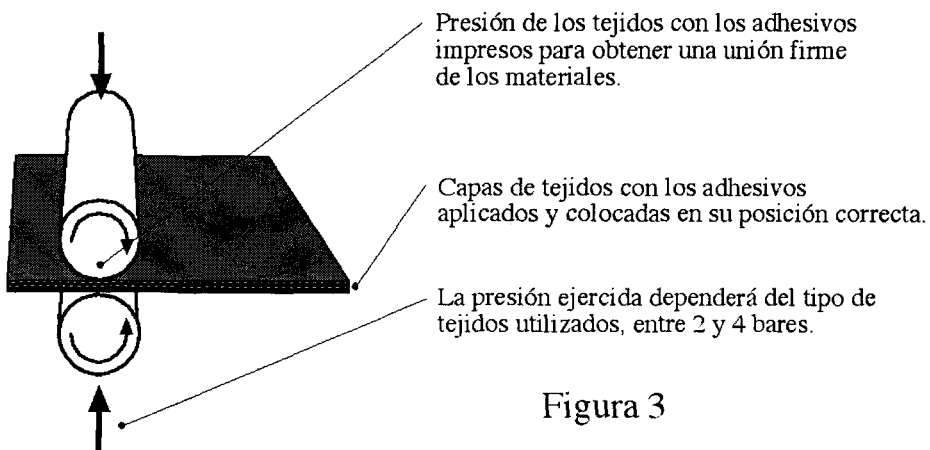 Presión de los tejidos con los adhesivos
impresos para obtener una unión firme
de los materiales.
Capas de tejidos con los adhesivos
aplicados y colocadas en su posición correcta.
La presión ejercida dependerá del tipo de
tejidos utilizados, entre 2 y 4 bares.
Figura 3